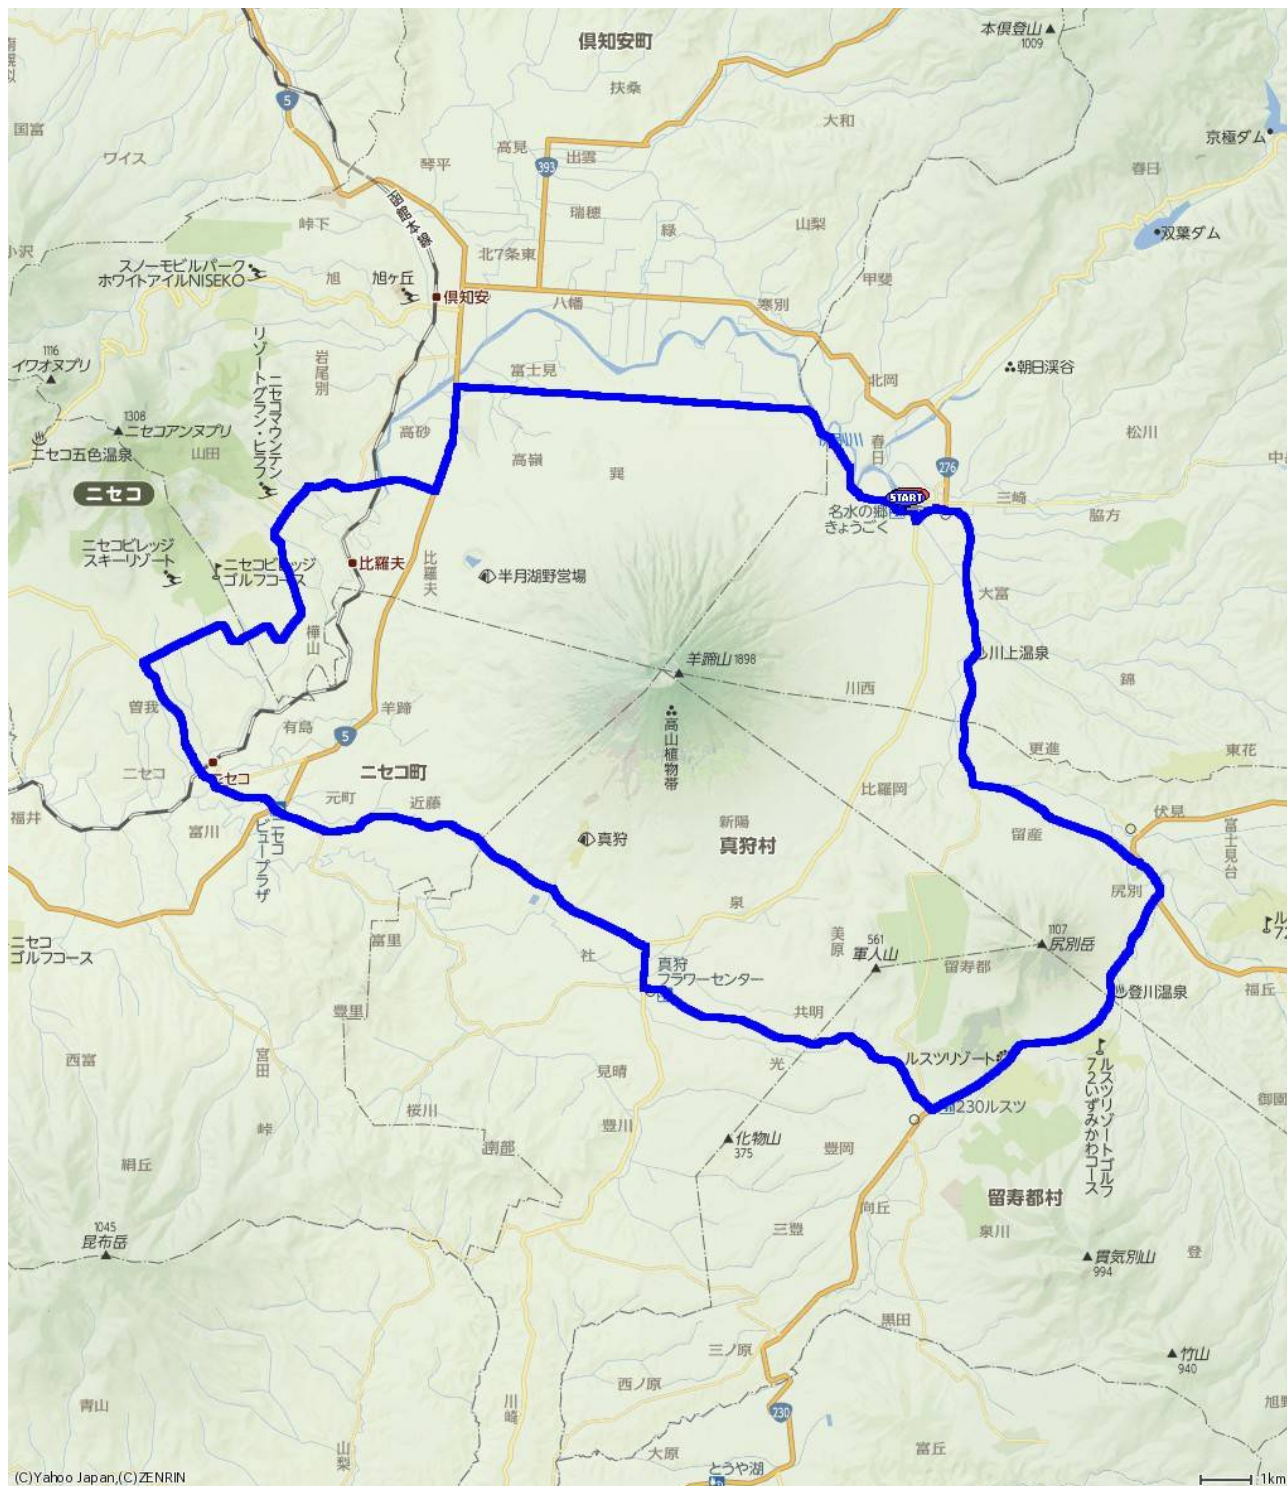 倶知安町
本倶登山▲
1009
扶桑
5
国富
ワイス
大和
高見
出雲
393
琴平
京極ダム
春日
峠下
瑞穂
緑
山梨
函館本線
双葉ダム
小沢
スノーモビルパーク
ホワイトアイルNISEKO
旭
旭ヶ丘
北7条東
倶知安
八幡
寒別
甲斐
1116
イワオヌプリ
リゾートグラン・ヒラフ
ニセコマウンテン
岩尾別
富士見
北岡
朝日渓谷
1308
ニセコアンヌプリ
ニセコ五色温泉
山田
高砂
高嶺
巽
春日
松川
276
ニセコ
START
三崎
脇方
名水の郷
きょうごく
ニセコビレッジ
スキーリゾート
ニセコビレッジ
ゴルフコース
比羅夫
比羅夫
半月湖野営場
大富
樺山
羊蹄山 1898
川上温泉
川西
錦
曽我
有島
羊蹄
5
高山植物帯
更進
東花
ニセコ
ニセコ
ニセコ町
元町
近藤
比羅岡
福井
富川
ニセコ
ビュープラザ
真狩
新陽
真狩村
留産
伏見
富士見台
尻別
泉
ニセコ
ゴルフコース
富里
社
美原
561
軍人山
1107
尻別岳
留寿都
真狩
フラワーセンター
登川温泉
福丘
豊里
共明
西富
宮田
見晴
光
ルスツリゾート
ルスツリゾートゴルフ
72いずみかわコース
桜川
豊川
230ルスツ
御園
峠
南部
化物山
375
豊岡
絹丘
留寿都村
向丘
1045
昆布岳
三豊
泉川
貫気別山
994
登
黒田
三ノ原
竹山
940
西ノ原
青山
川崎
230
山梨
大原
富丘
とうや湖
(C)Yahoo Japan,(C)ZENRIN
1km